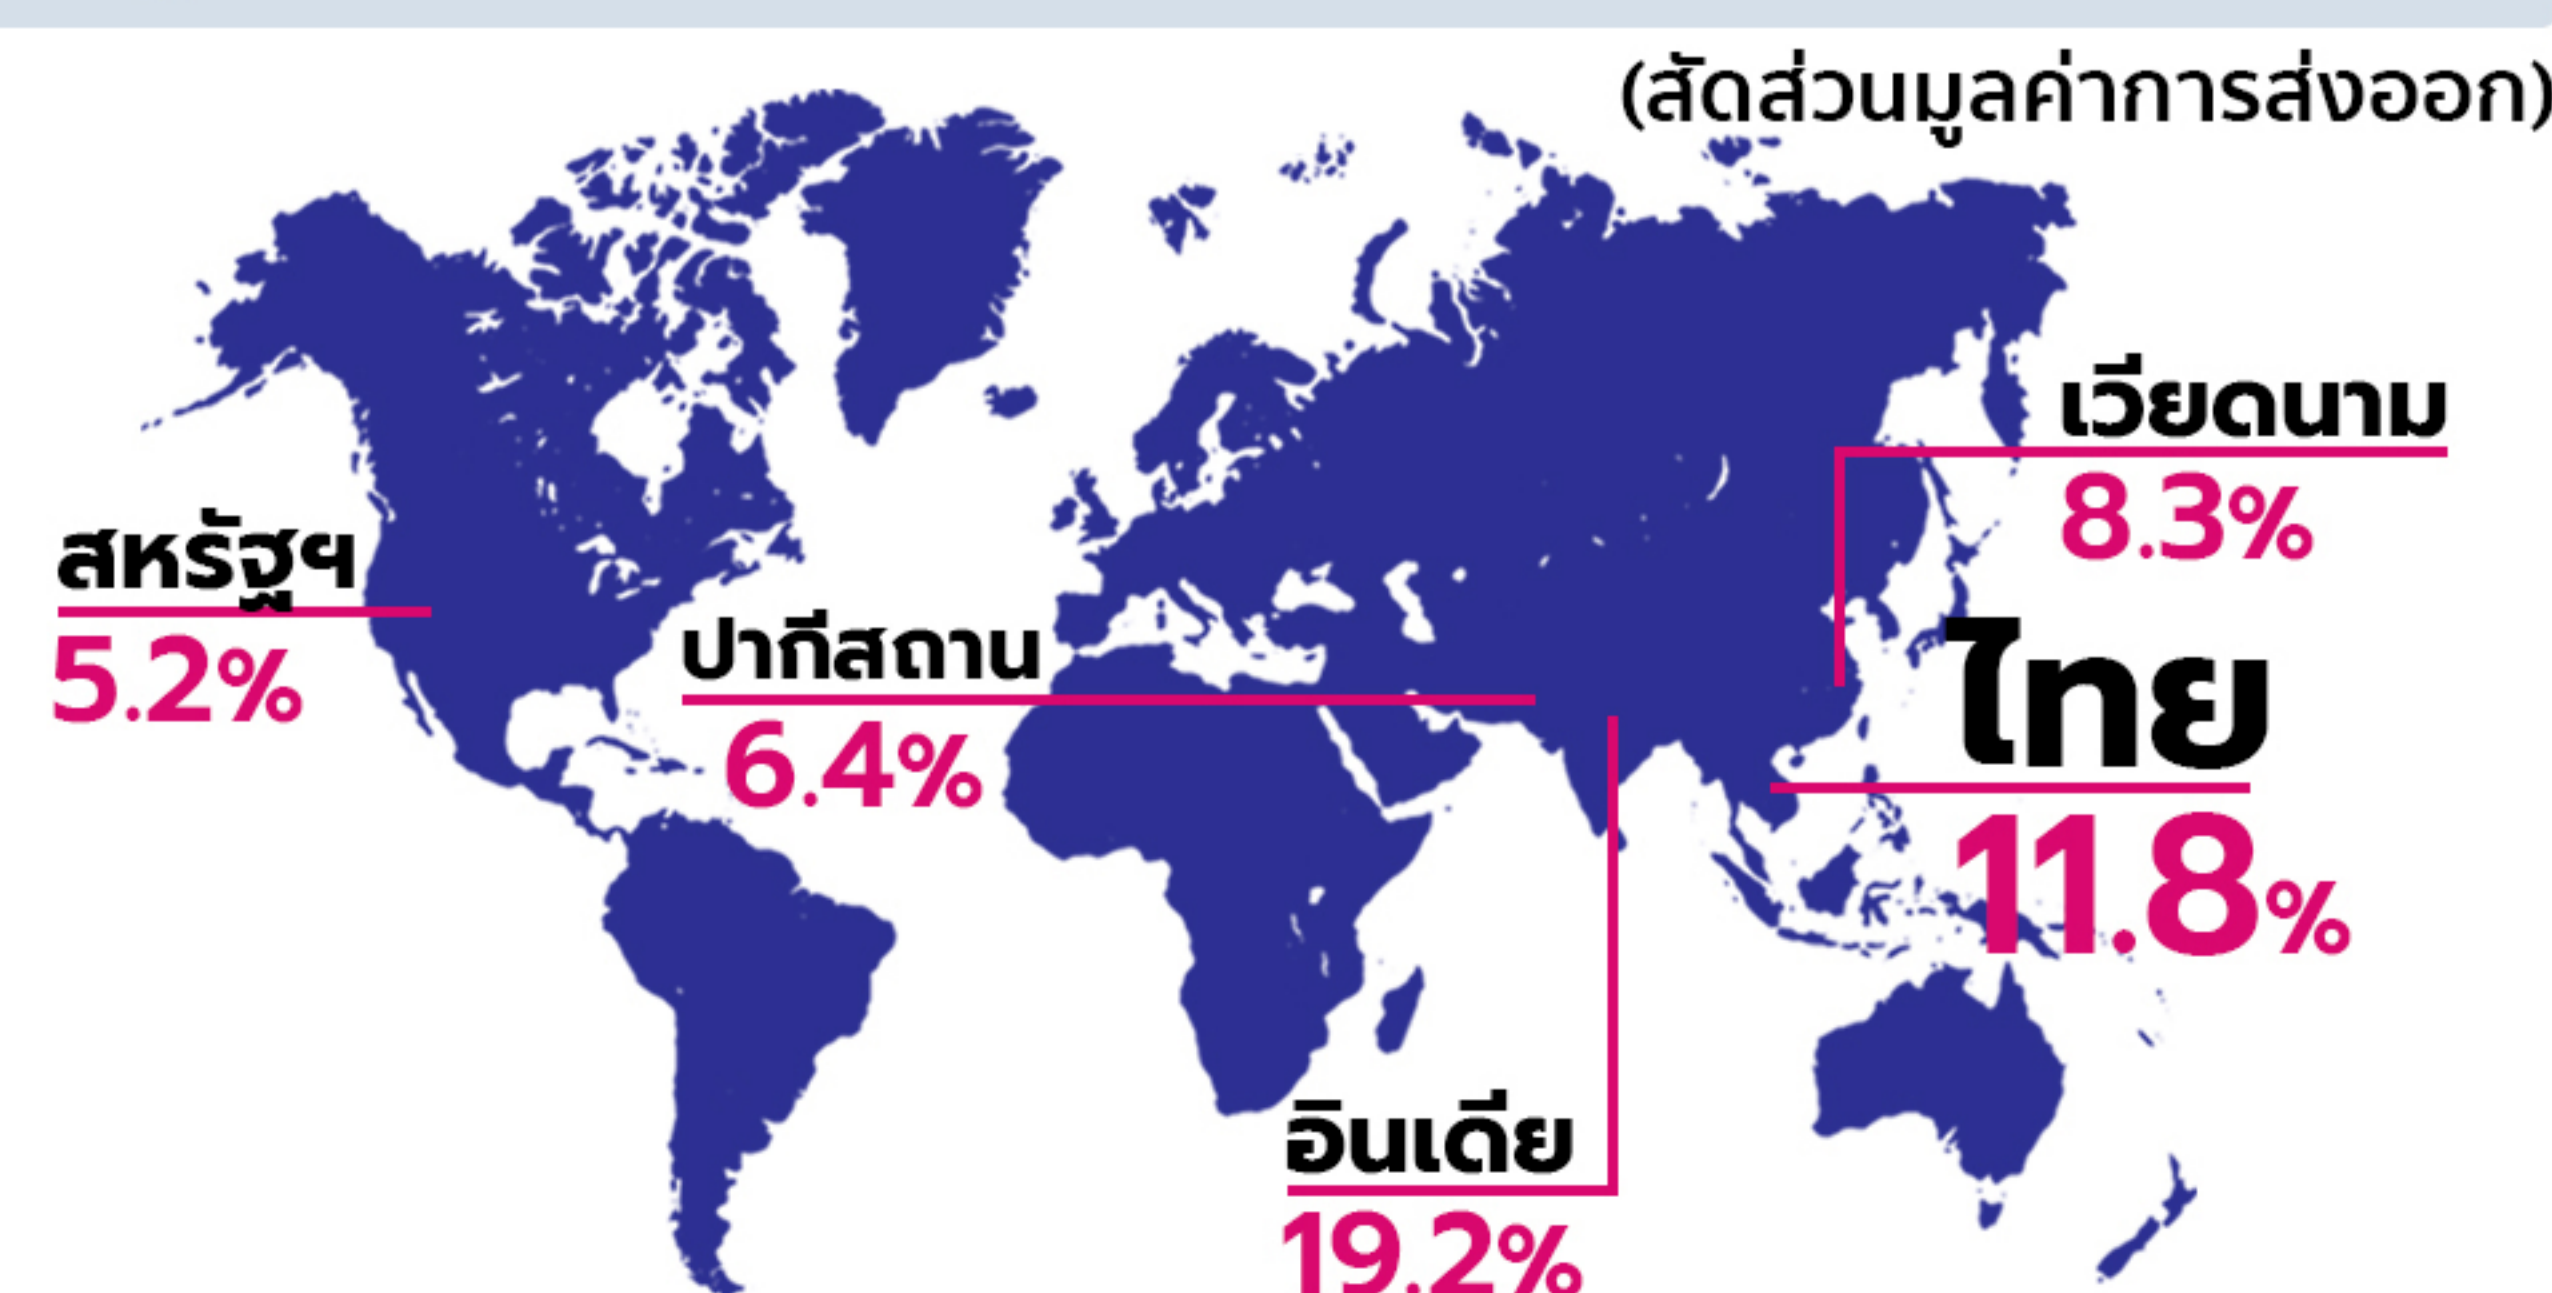 (สัดส่วนมูลค่าการส่งออก)
เวียดนาม
8.3%
สหรัฐฯ
5.2%
ปากีสถาน
6.4%
ไทย
11.8%
อินเดีย
19.2%